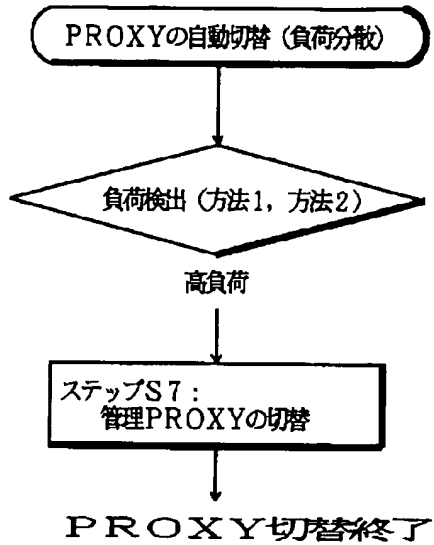 PROXYの自動切替(負荷分散)
負荷検出(方法1,方法2)
高負荷
ステップS7:
管理PROXYの切替
PROXY切替終了